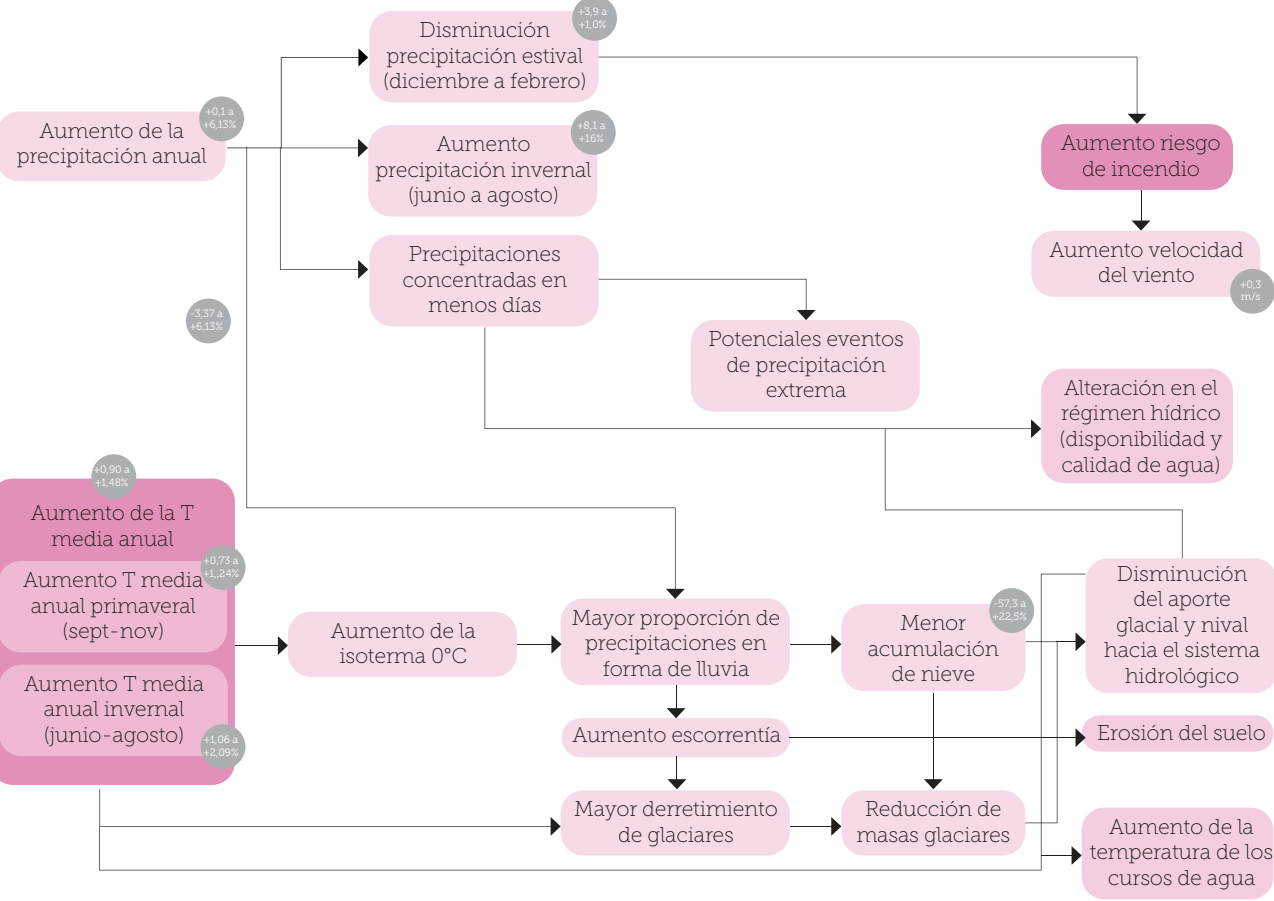 +3,9 a
+1,0%
Disminución
precipitación estival
(diciembre a febrero)
+0,1 a
+6,13%
Aumento de la
precipitación anual
+8,1 a
+16%
Aumento
precipitación invernal
(junio a agosto)
Aumento riesgo
de incendio
Precipitaciones
concentradas en
menos días
Aumento velocidad
del viento
+0,3
m/s
-3,37 a
+6,13%
Potenciales eventos
de precipitación
extrema
Alteración en el
régimen hídrico
(disponibilidad y
calidad de agua)
+0,90 a
+1,48%
Aumento de la T
media anual
+0,73 a
+1,,24%
Aumento T media
anual primaveral
(sept-nov)
Aumento T media
anual invernal
(junio-agosto)
+1,06 a
+2,09%
Aumento de la
isoterma 0°C
Mayor proporción de
precipitaciones en
forma de lluvia
-57,3 a
+22,5%
Menor
acumulación
de nieve
Disminución
del aporte
glacial y nival
hacia el sistema
hidrológico
Aumento escorrentía
Erosión del suelo
Mayor derretimiento
de glaciares
Reducción de
masas glaciares
Aumento de la
temperatura de los
cursos de agua